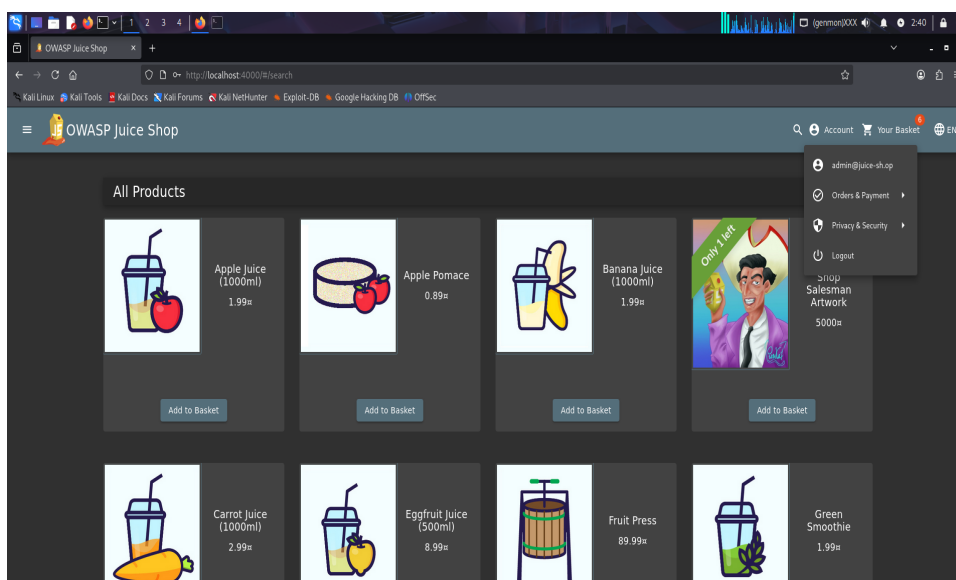 1 2 3 4
(genmon)XXX
2:40
OWASP Juice Shop
http://localhost:4000/#/search
Kali Linux Kali Tools Kali Docs Kali Forums Kali NetHunter Exploit-DB Google Hacking DB OffSec
OWASP Juice Shop
Account
Your Basket
6
EN
admin@juice-sh.op
Orders & Payment
Privacy & Security
Logout
All Products
Apple Juice
(1000ml)
1.99¤
Add to Basket
Apple Pomace
0.89¤
Add to Basket
Banana Juice
(1000ml)
1.99¤
Add to Basket
Only 1 left
Shop
Salesman
Artwork
5000¤
Add to Basket
Carrot Juice
(1000ml)
2.99¤
Eggfruit Juice
(500ml)
8.99¤
Fruit Press
89.99¤
Green
Smoothie
1.99¤